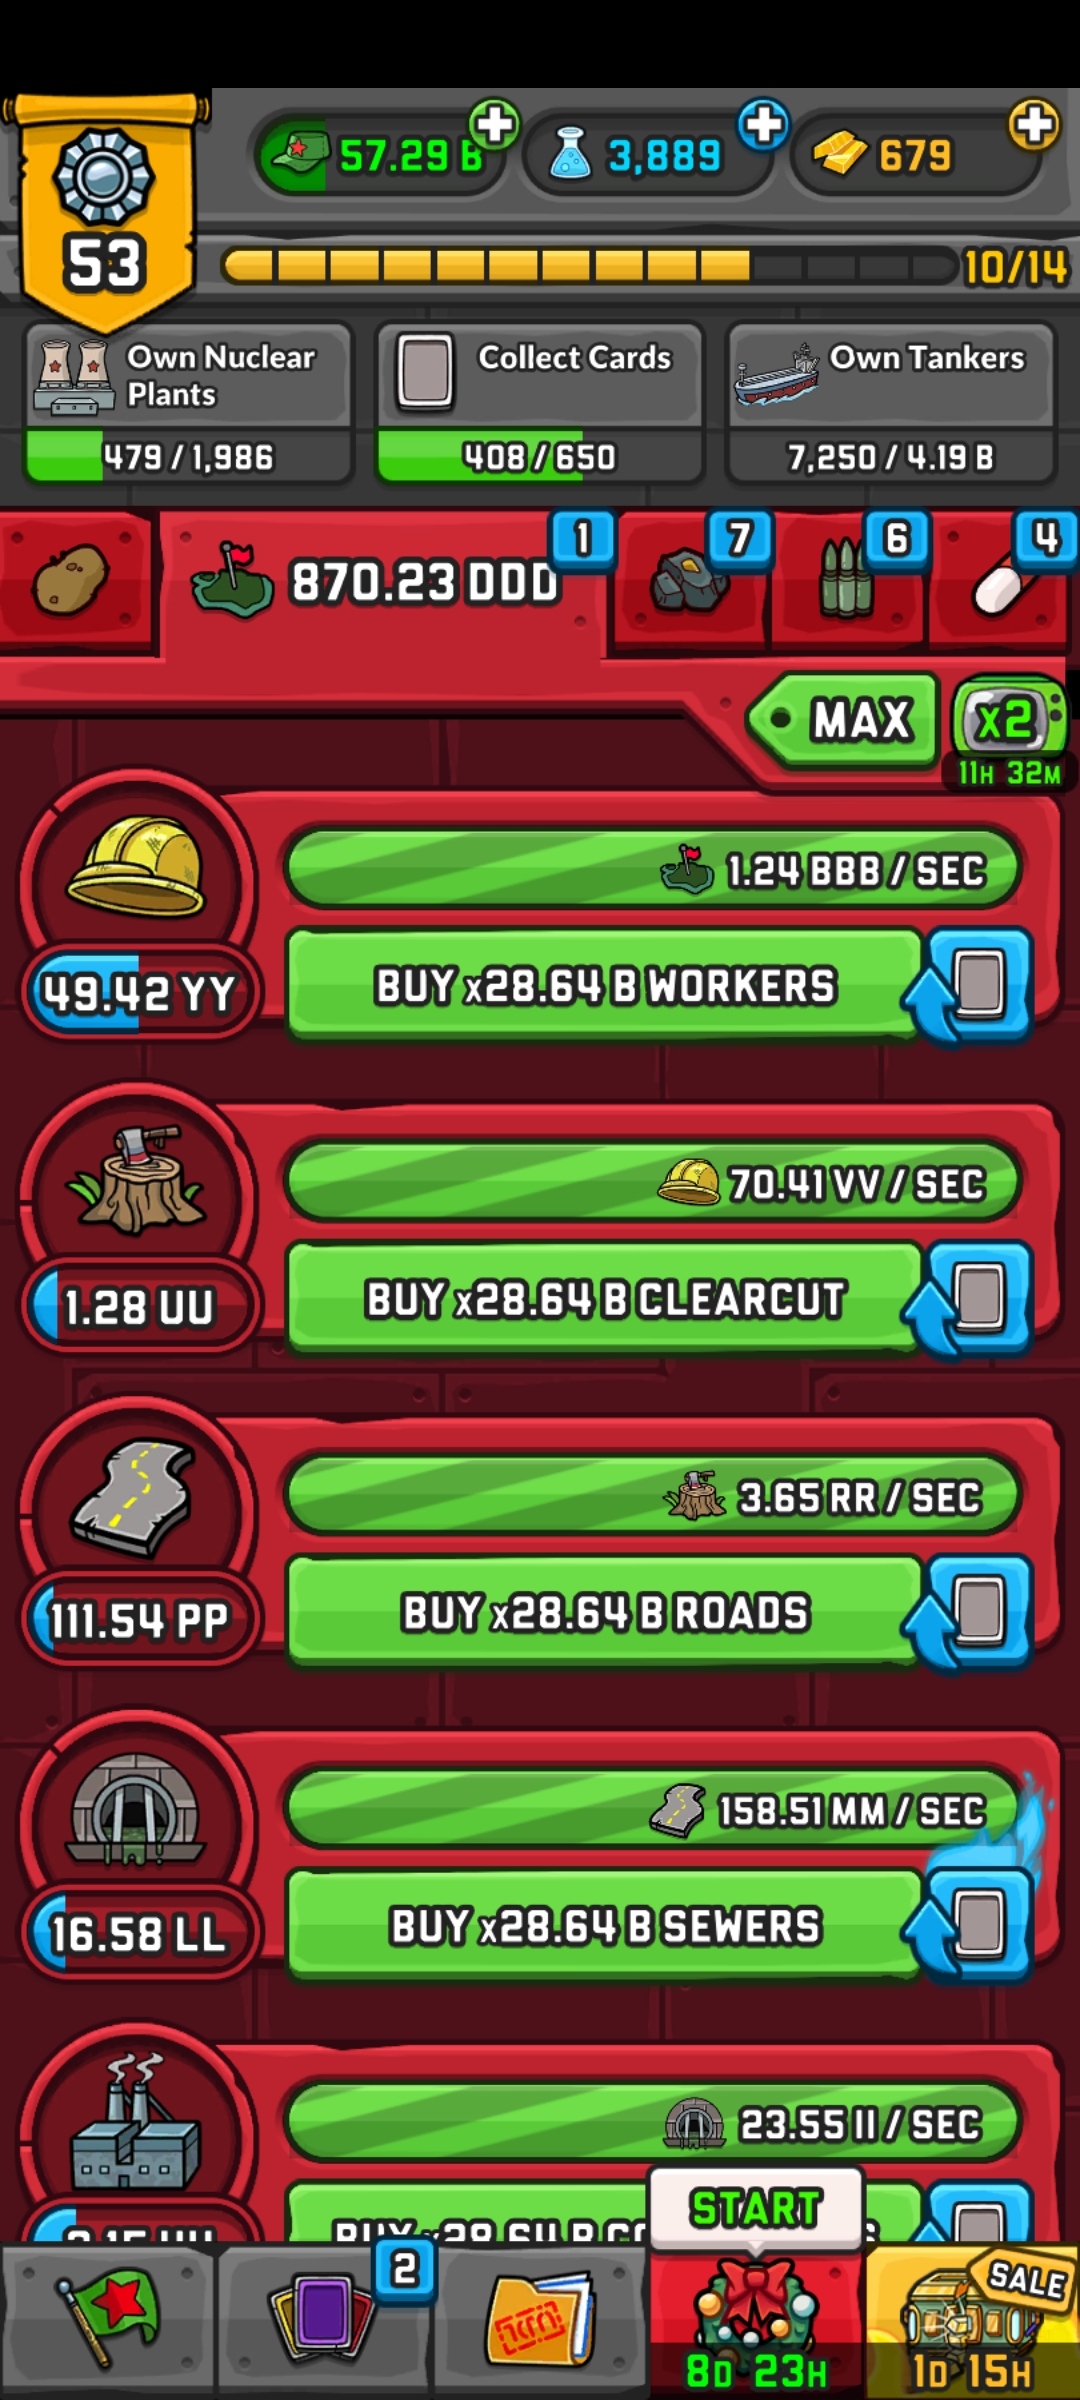 57.29 B
3,889
679
53
10/14
Own Nuclear
Plants
479 / 1,986
Collect Cards
408 / 650
Own Tankers
7,250 / 4.19 B
870.23 DDD
1
7
6
4
MAX
x2
11H 32M
1.24 BBB / SEC
49.42 YY
BUY x28.64 B WORKERS
70.41 VV / SEC
1.28 UU
BUY x28.64 B CLEARCUT
3.65 RR / SEC
111.54 PP
BUY x28.64 B ROADS
158.51 MM / SEC
16.58 LL
BUY x28.64 B SEWERS
23.55 II / SEC
BUY x28.64 B
START
2
SALE
8D 23H
1D 15H